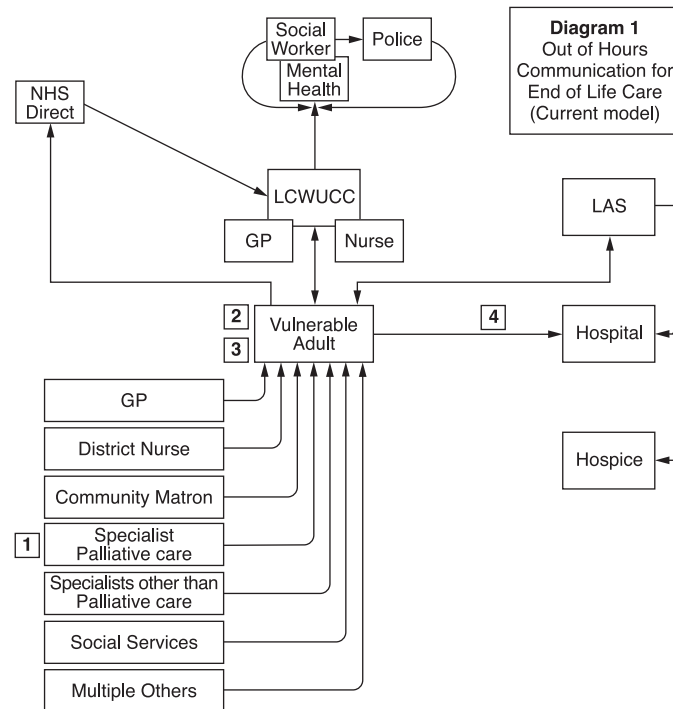 Social
Worker
Police
Mental
Health
Diagram 1
Out of Hours
Communication for
End of Life Care
(Current model)
NHS
Direct
LCWUCC
GP
Nurse
LAS
2
3
Vulnerable
Adult
4
Hospital
GP
District Nurse
Community Matron
Hospice
1
Specialist
Palliative care
Specialists other than
Palliative care
Social Services
Multiple Others